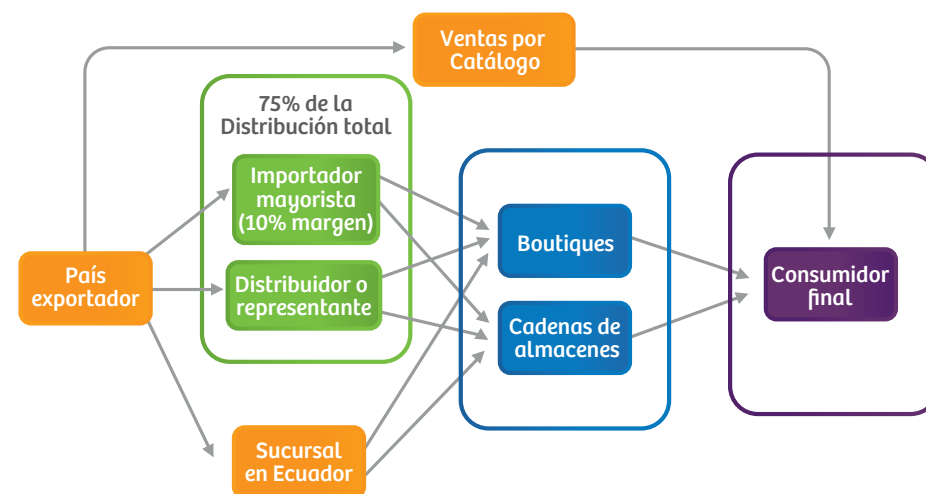 Ventas por
Catálogo
75% de la
Distribución total
Importador
mayorista
(10% margen)
País
exportador
Distribuidor o
representante
Boutiques
Cadenas de
almacenes
Consumidor
final
Sucursal
en Ecuador